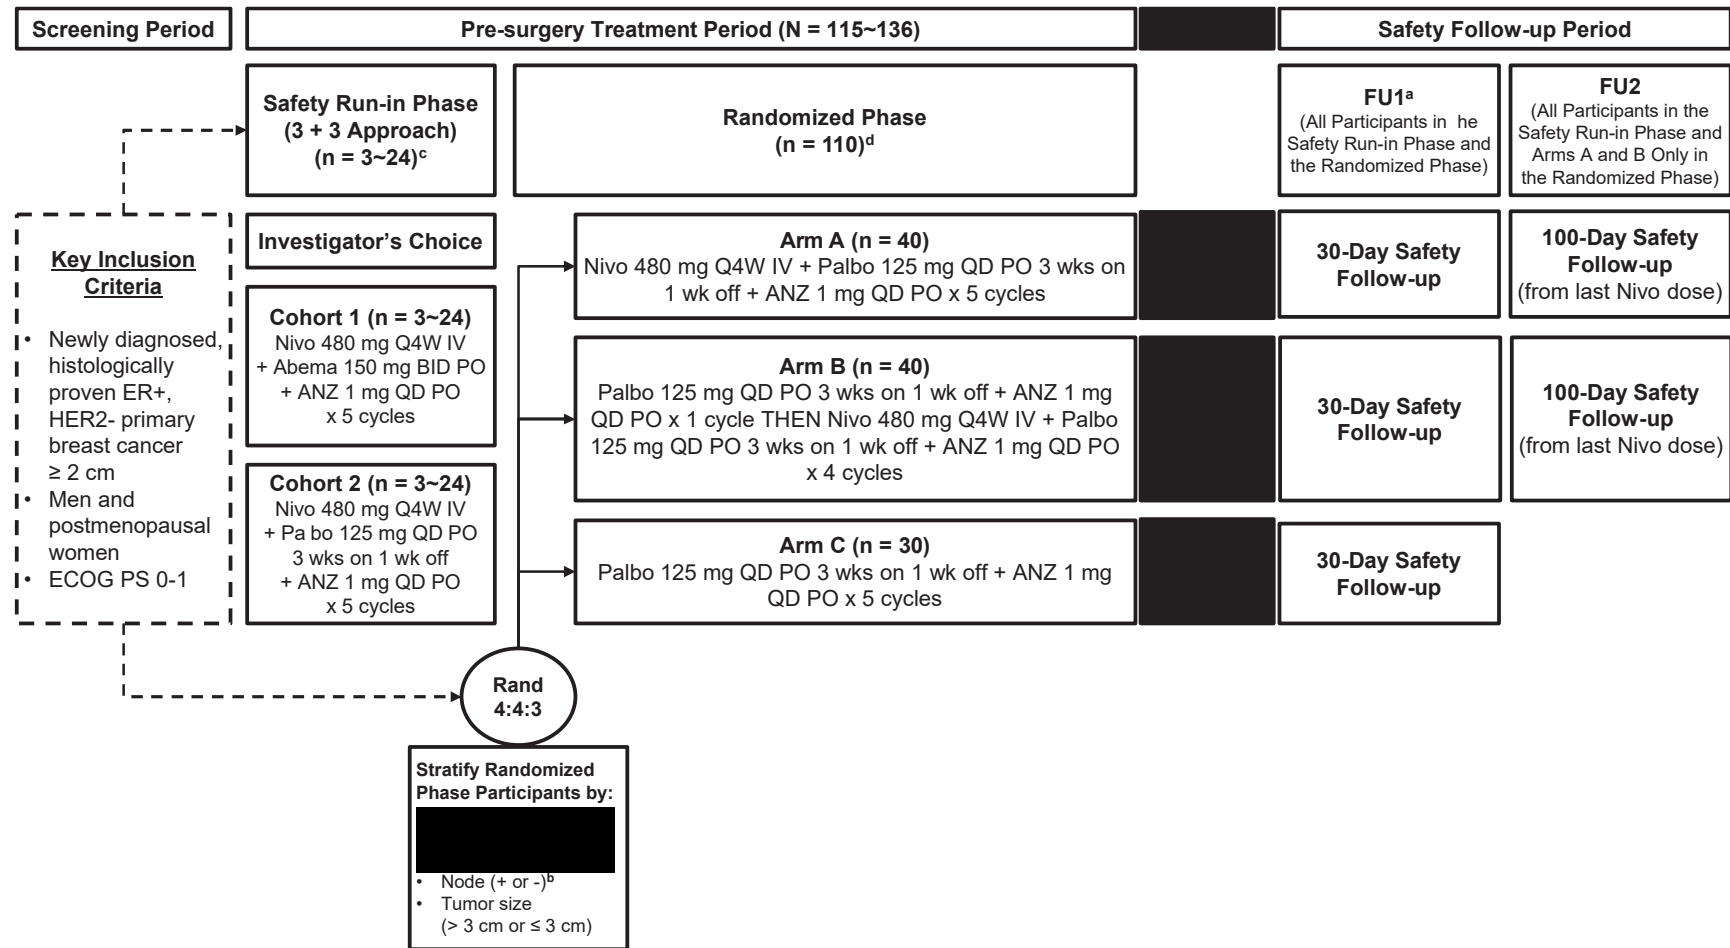 Screening Period
Pre-surgery Treatment Period (N = 115~136)
Safety Follow-up Period
Safety Run-in Phase
(3 + 3 Approach)
(n = 3~24)c
Randomized Phase
(n = 110)d
FU1a
(All Participants in he
Safety Run-in Phase and
the Randomized Phase)
FU2
(All Participants in the
Safety Run-in Phase and
Arms A and B Only in
the Randomized Phase)
Key Inclusion
Criteria
• Newly diagnosed,
histologically
proven ER+,
HER2- primary
breast cancer
≥ 2 cm
• Men and
postmenopausal
women
• ECOG PS 0-1
Investigator's Choice
Cohort 1 (n = 3~24)
Nivo 480 mg Q4W IV
+ Abema 150 mg BID PO
+ ANZ 1 mg QD PO
x 5 cycles
Cohort 2 (n = 3~24)
Nivo 480 mg Q4W IV
+ Pa bo 125 mg QD PO
3 wks on 1 wk off
+ ANZ 1 mg QD PO
x 5 cycles
Arm A (n = 40)
Nivo 480 mg Q4W IV + Palbo 125 mg QD PO 3 wks on
1 wk off + ANZ 1 mg QD PO x 5 cycles
30-Day Safety
Follow-up
100-Day Safety
Follow-up
(from last Nivo dose)
Arm B (n = 40)
Palbo 125 mg QD PO 3 wks on 1 wk off + ANZ 1 mg
QD PO x 1 cycle THEN Nivo 480 mg Q4W IV + Palbo
125 mg QD PO 3 wks on 1 wk off + ANZ 1 mg QD PO
x 4 cycles
30-Day Safety
Follow-up
100-Day Safety
Follow-up
(from last Nivo dose)
Arm C (n = 30)
Palbo 125 mg QD PO 3 wks on 1 wk off + ANZ 1 mg
QD PO x 5 cycles
30-Day Safety
Follow-up
Rand
4:4:3
Stratify Randomized
Phase Participants by:
• Node (+ or -)b
• Tumor size
(> 3 cm or ≤ 3 cm)